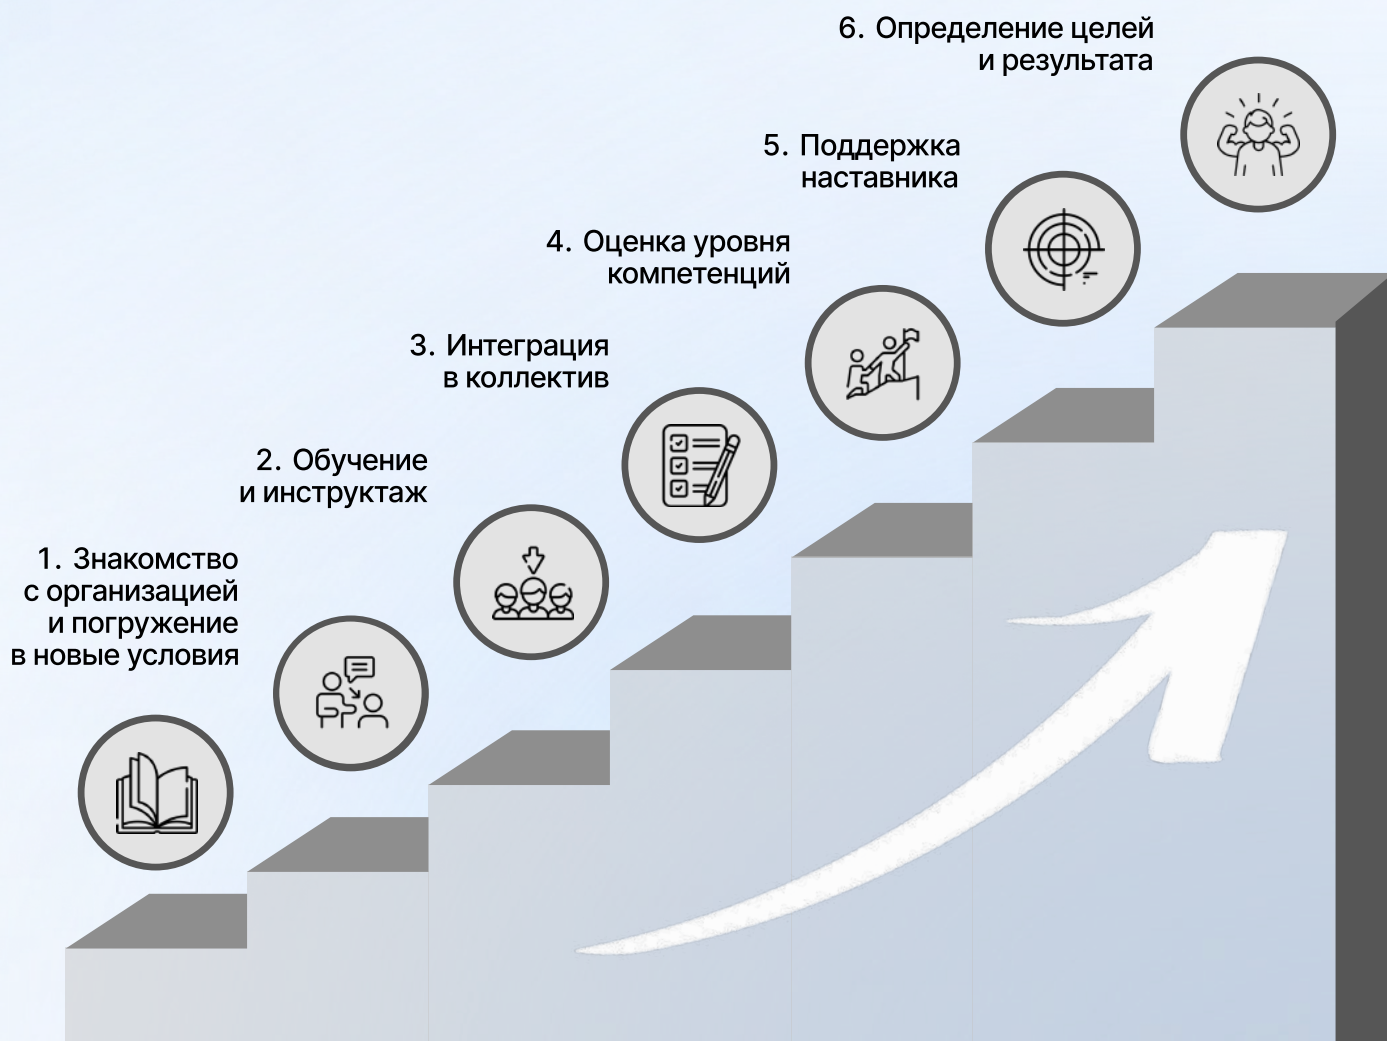 6. Определение целей
и результата
5. Поддержка
наставника
4. Оценка уровня
компетенций
3. Интеграция
в коллектив
2. Обучение
и инструктаж
1. Знакомство
с организацией
и погружение
в новые условия